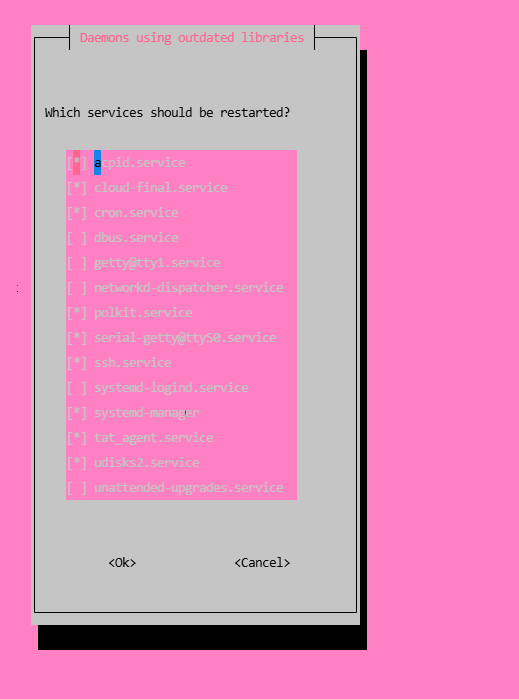 Daemons using outdated libraries
Which services should be restarted?
[*] acpid.service
[*] cloud-final.service
[*] cron.service
[ ] dbus.service
[ ] getty@tty1.service
[ ] networkd-dispatcher.service
[*] polkit.service
[*] serial-getty@ttyS0.service
[*] ssh.service
[ ] systemd-logind.service
[*] systemd-manager
[*] tat_agent.service
[*] udisks2.service
[ ] unattended-upgrades.service
<Ok> <Cancel>